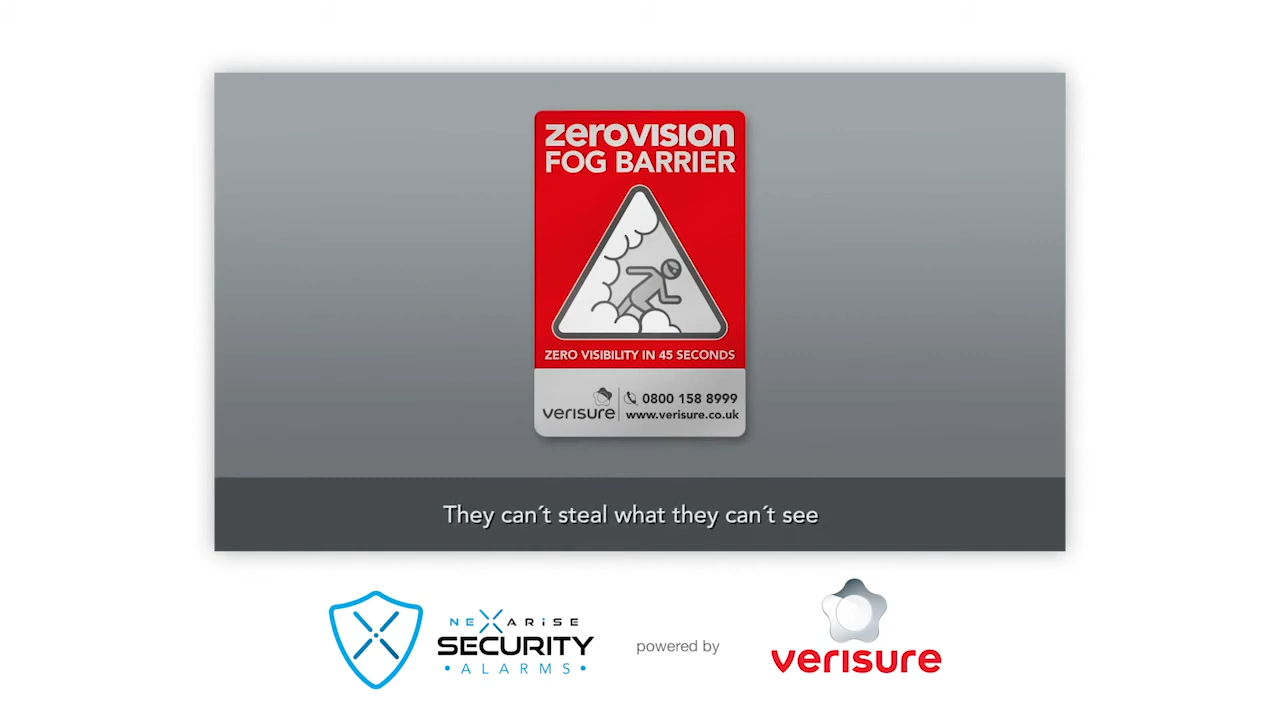 zerovision
FOG BARRIER
ZERO VISIBILITY IN 45 SECONDS
verisure
0800 158 8999
www.verisure.co.uk
They can´t steal what they can´t see
NEXARiSE
SECURITY
•ALARMS•
powered by
verisure